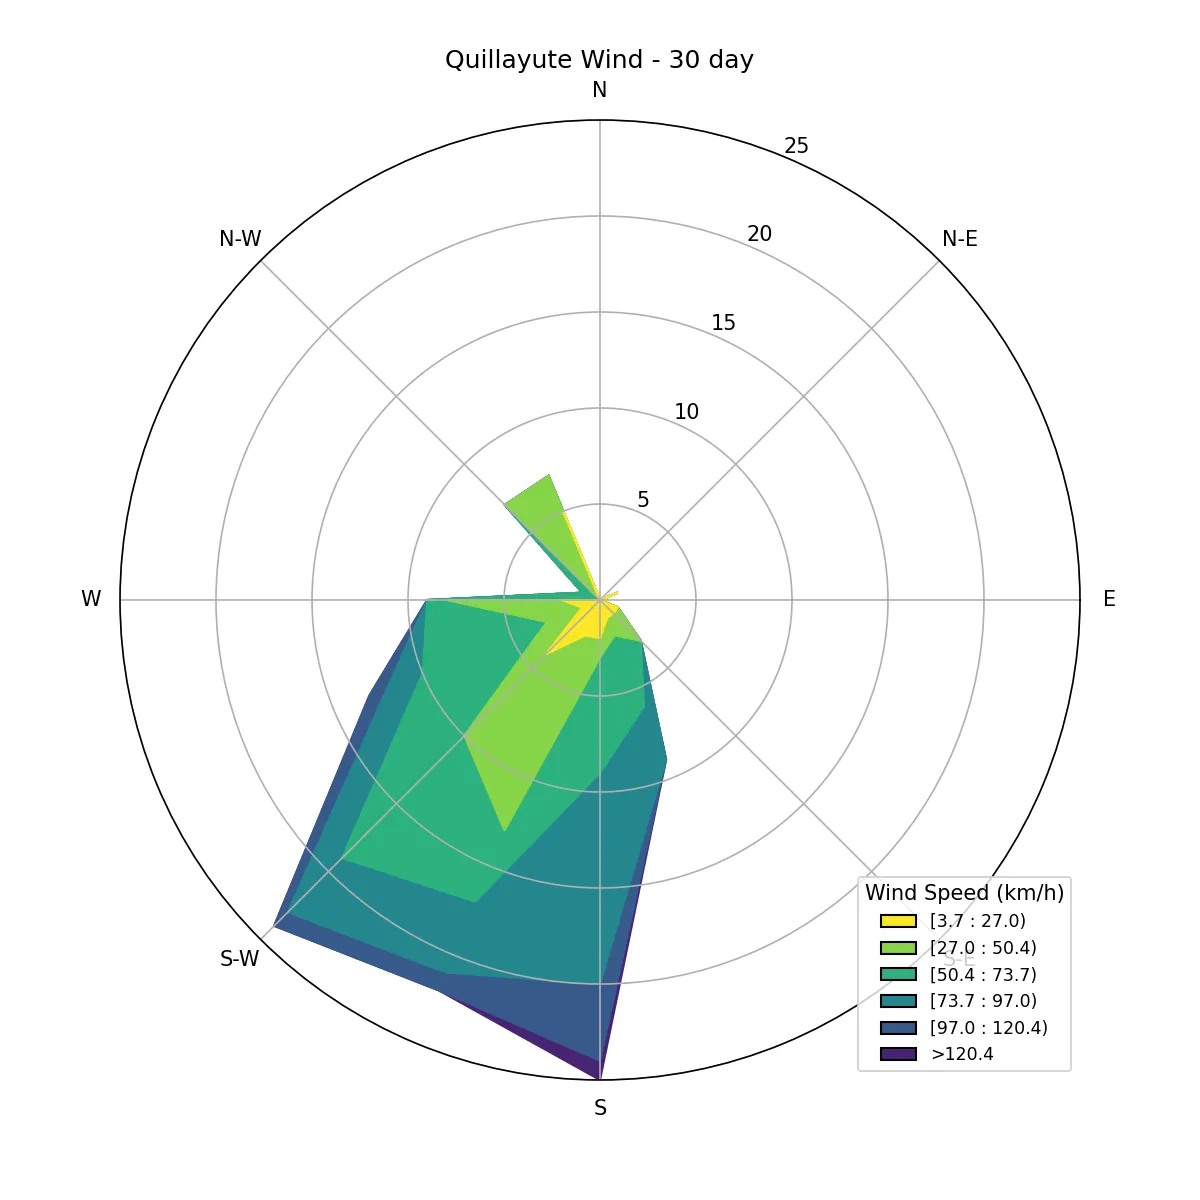 Quillayute Wind - 30 day
N
25
N-W
N-E
20
15
10
5
W
E
Wind Speed (km/h)
[3.7 : 27.0)
[27.0 : 50.4)
S-W
S-E
[50.4 : 73.7)
[73.7 : 97.0)
[97.0 : 120.4)
>120.4
S